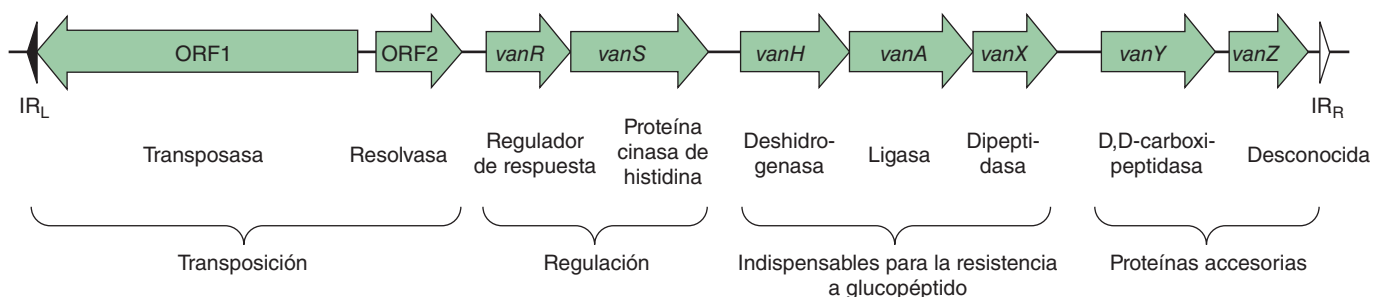 ORF1 ORF2 vanR vanS vanH vanA vanX vanY vanZ
IRL IRR
Transposasa
Resolvasa
Regulador
de respuesta
Proteína
cinasa de
histidina
Deshidro-
genasa
Ligasa
Dipepti-
dasa
D,D-carboxi-
peptidasa
Desconocida
Transposición
Regulación
Indispensables para la resistencia
a glucopéptido
Proteínas accesorias